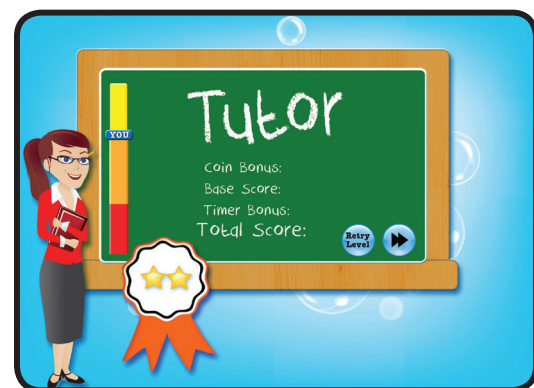 Tutor
YOU
Coin Bonus:
Base Score:
Timer Bonus:
Total Score:
Retry
Level